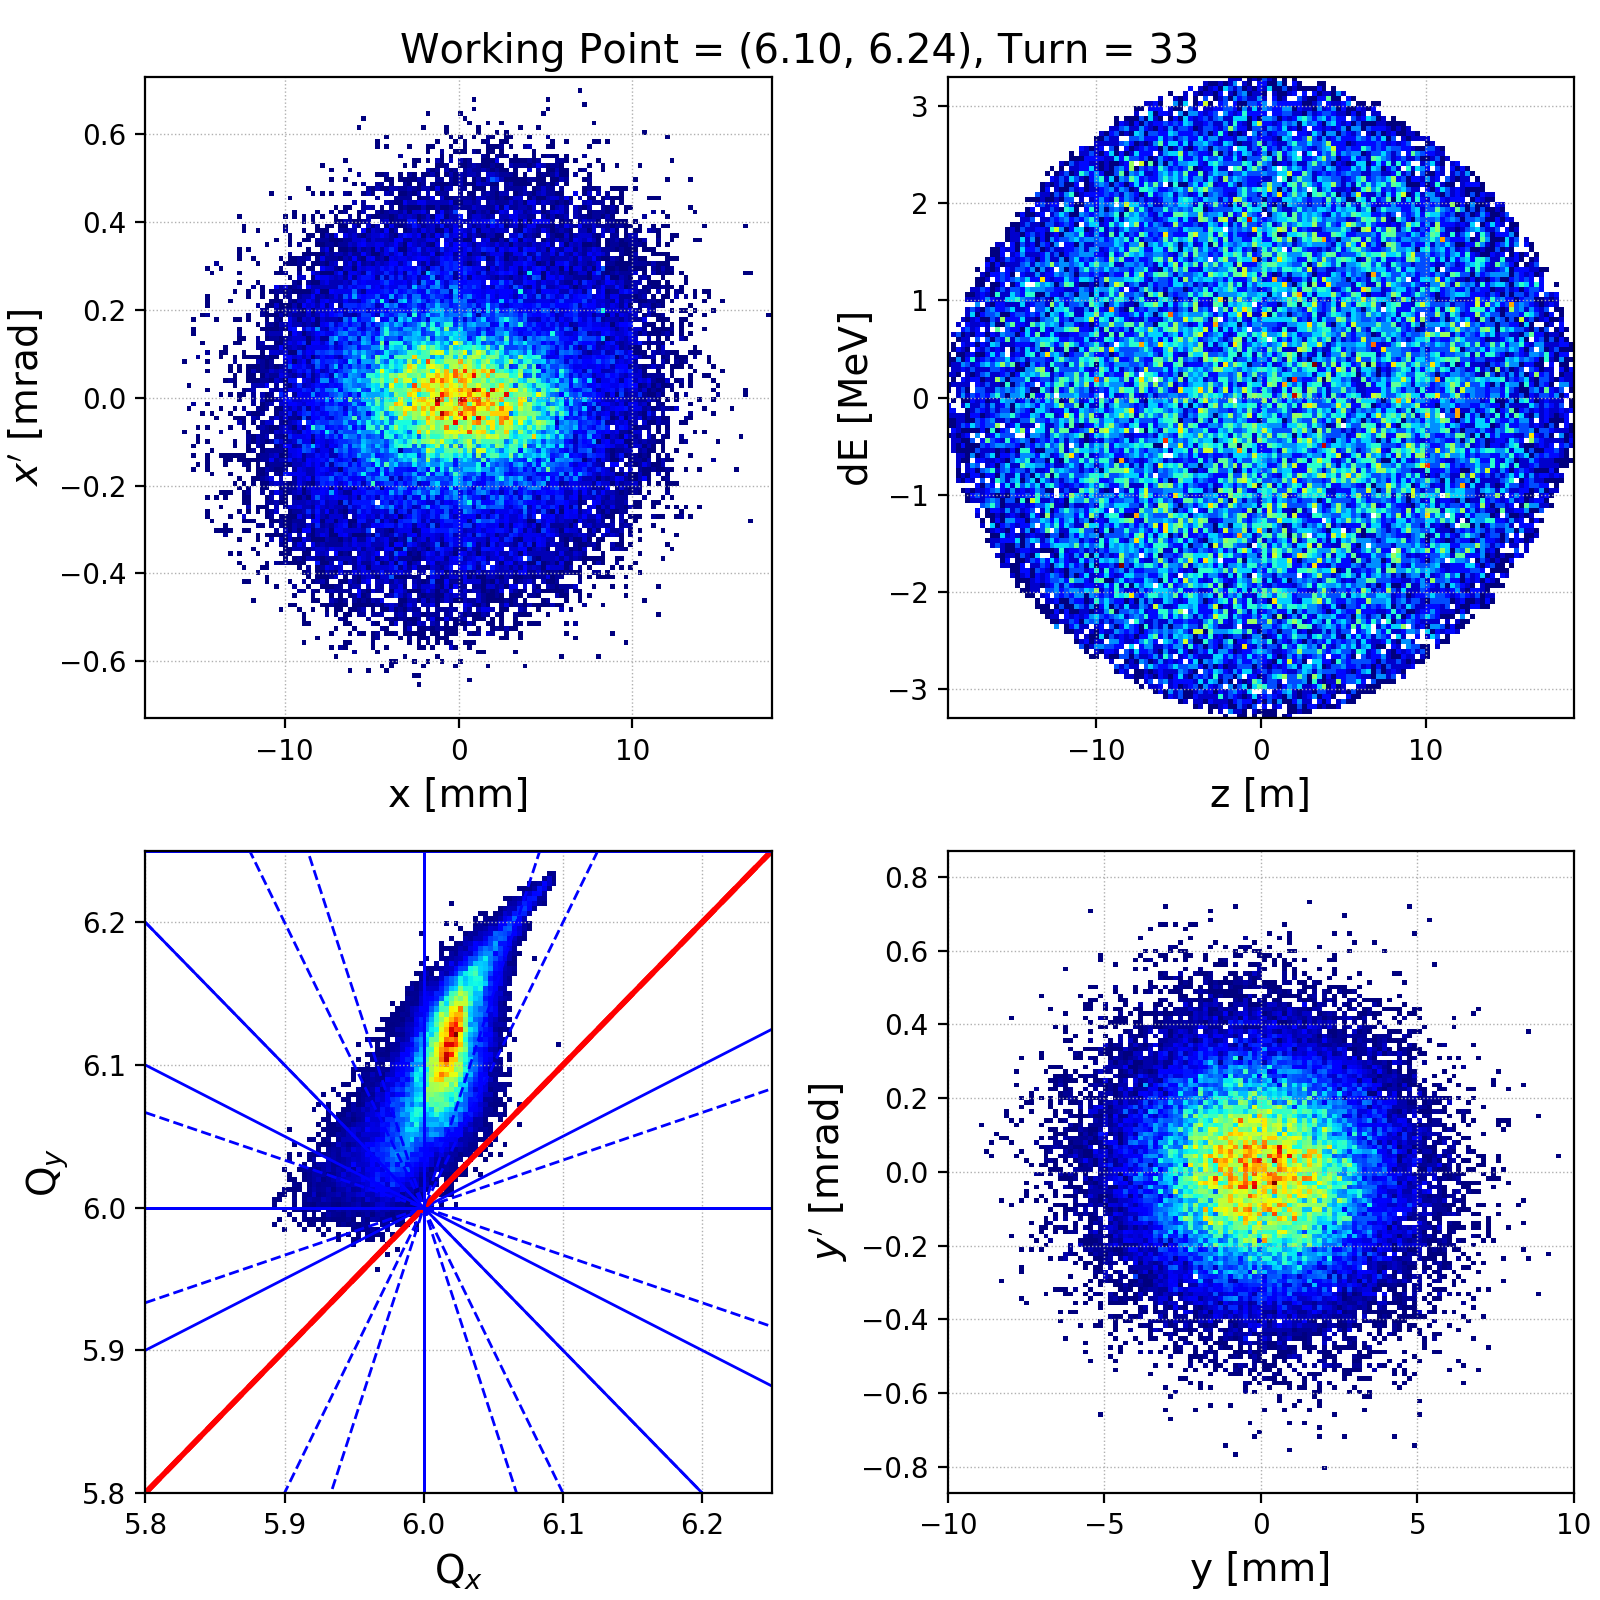 Working Point = (6.10, 6.24), Turn = 33
0.6
0.4
0.2
0.0
−0.2
−0.4
−0.6
x′ [mrad]
−10 0 10
x [mm]
3
2
1
0
−1
−2
−3
dE [MeV]
−10 0 10
z [m]
6.2
6.1
6.0
5.9
5.8
Qy
5.8 5.9 6.0 6.1 6.2
Qx
0.8
0.6
0.4
0.2
0.0
−0.2
−0.4
−0.6
−0.8
y′ [mrad]
−10 −5 0 5 10
y [mm]